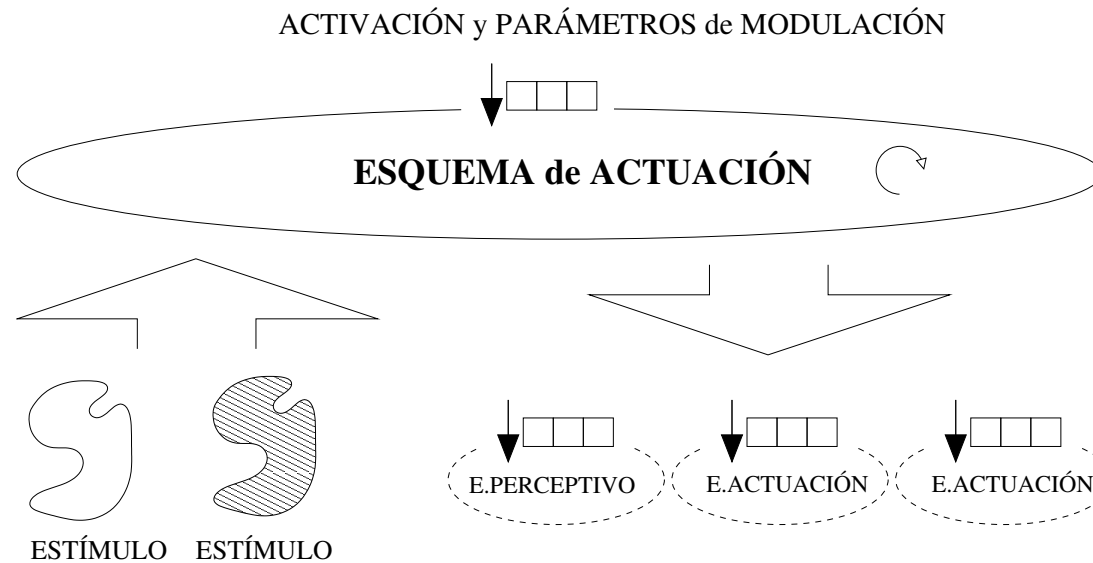 ACTIVACIÓN y PARÁMETROS de MODULACIÓN
ESQUEMA de ACTUACIÓN
E.PERCEPTIVO E.ACTUACIÓN E.ACTUACIÓN
ESTÍMULO ESTÍMULO